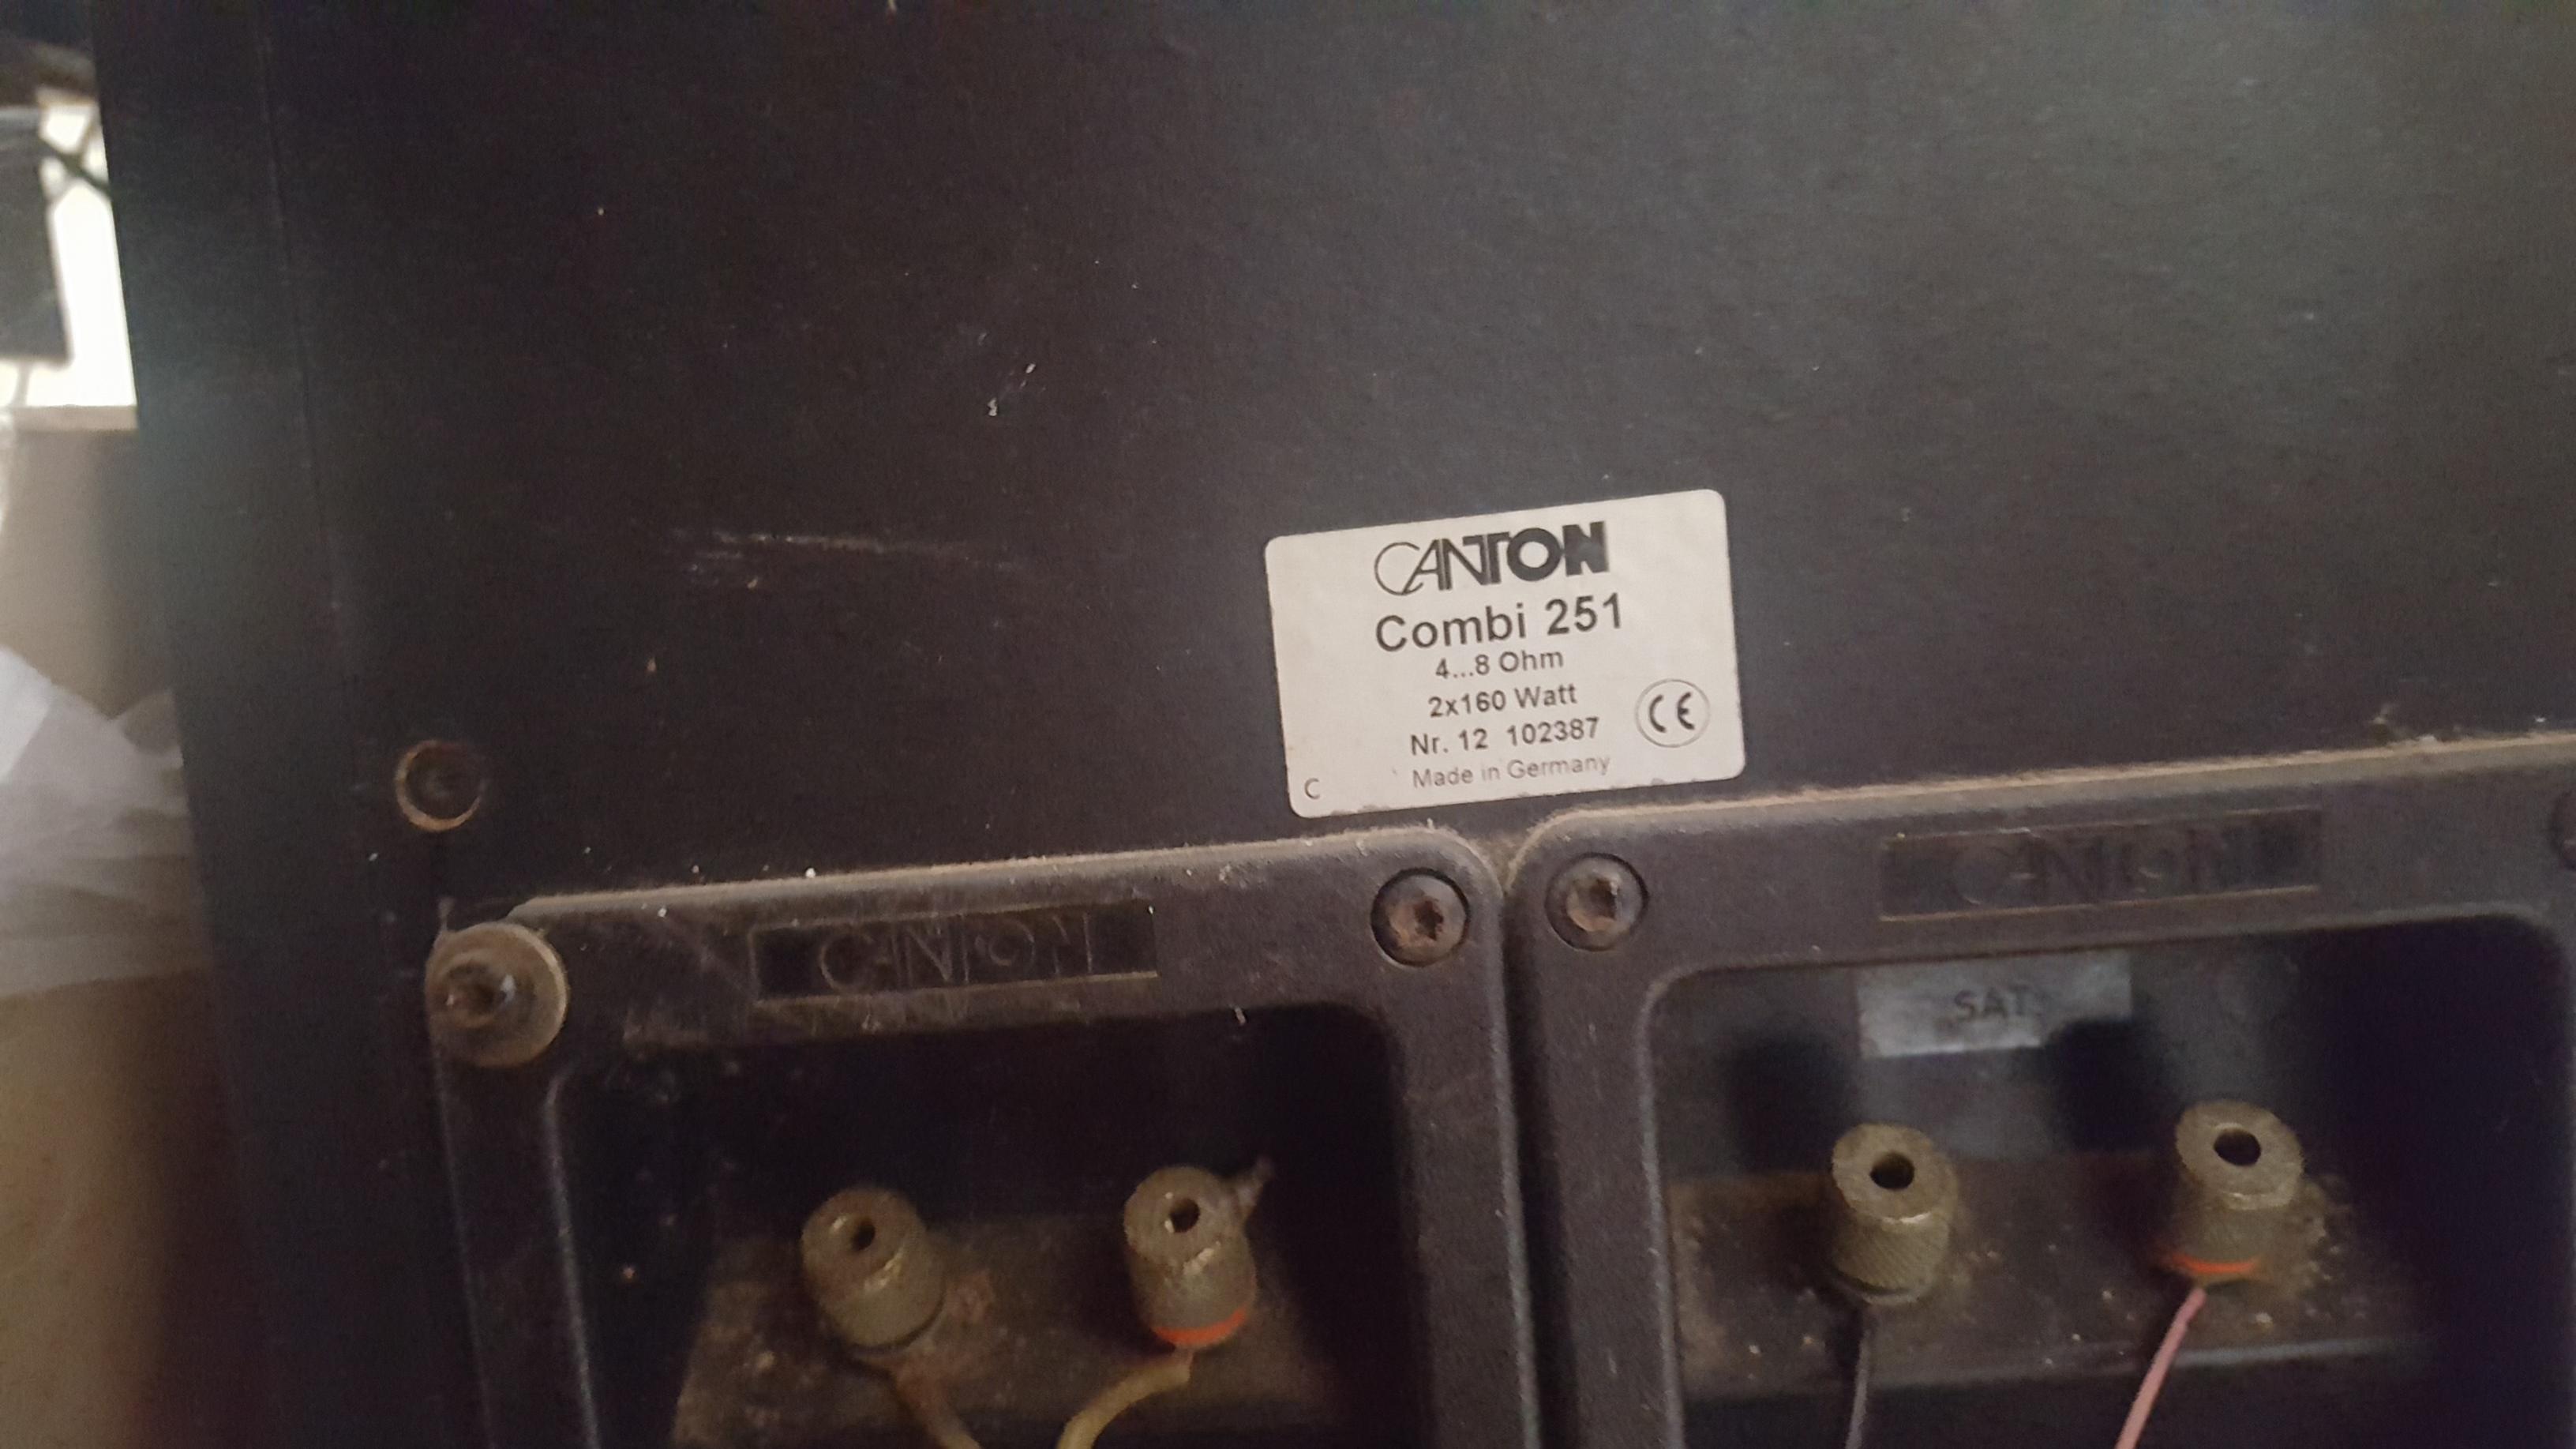 CANTON
Combi 251
4...8 Ohm
2x160 Watt
Nr. 12 102387
CE
C Made in Germany
CANTON
CANTON
SAT